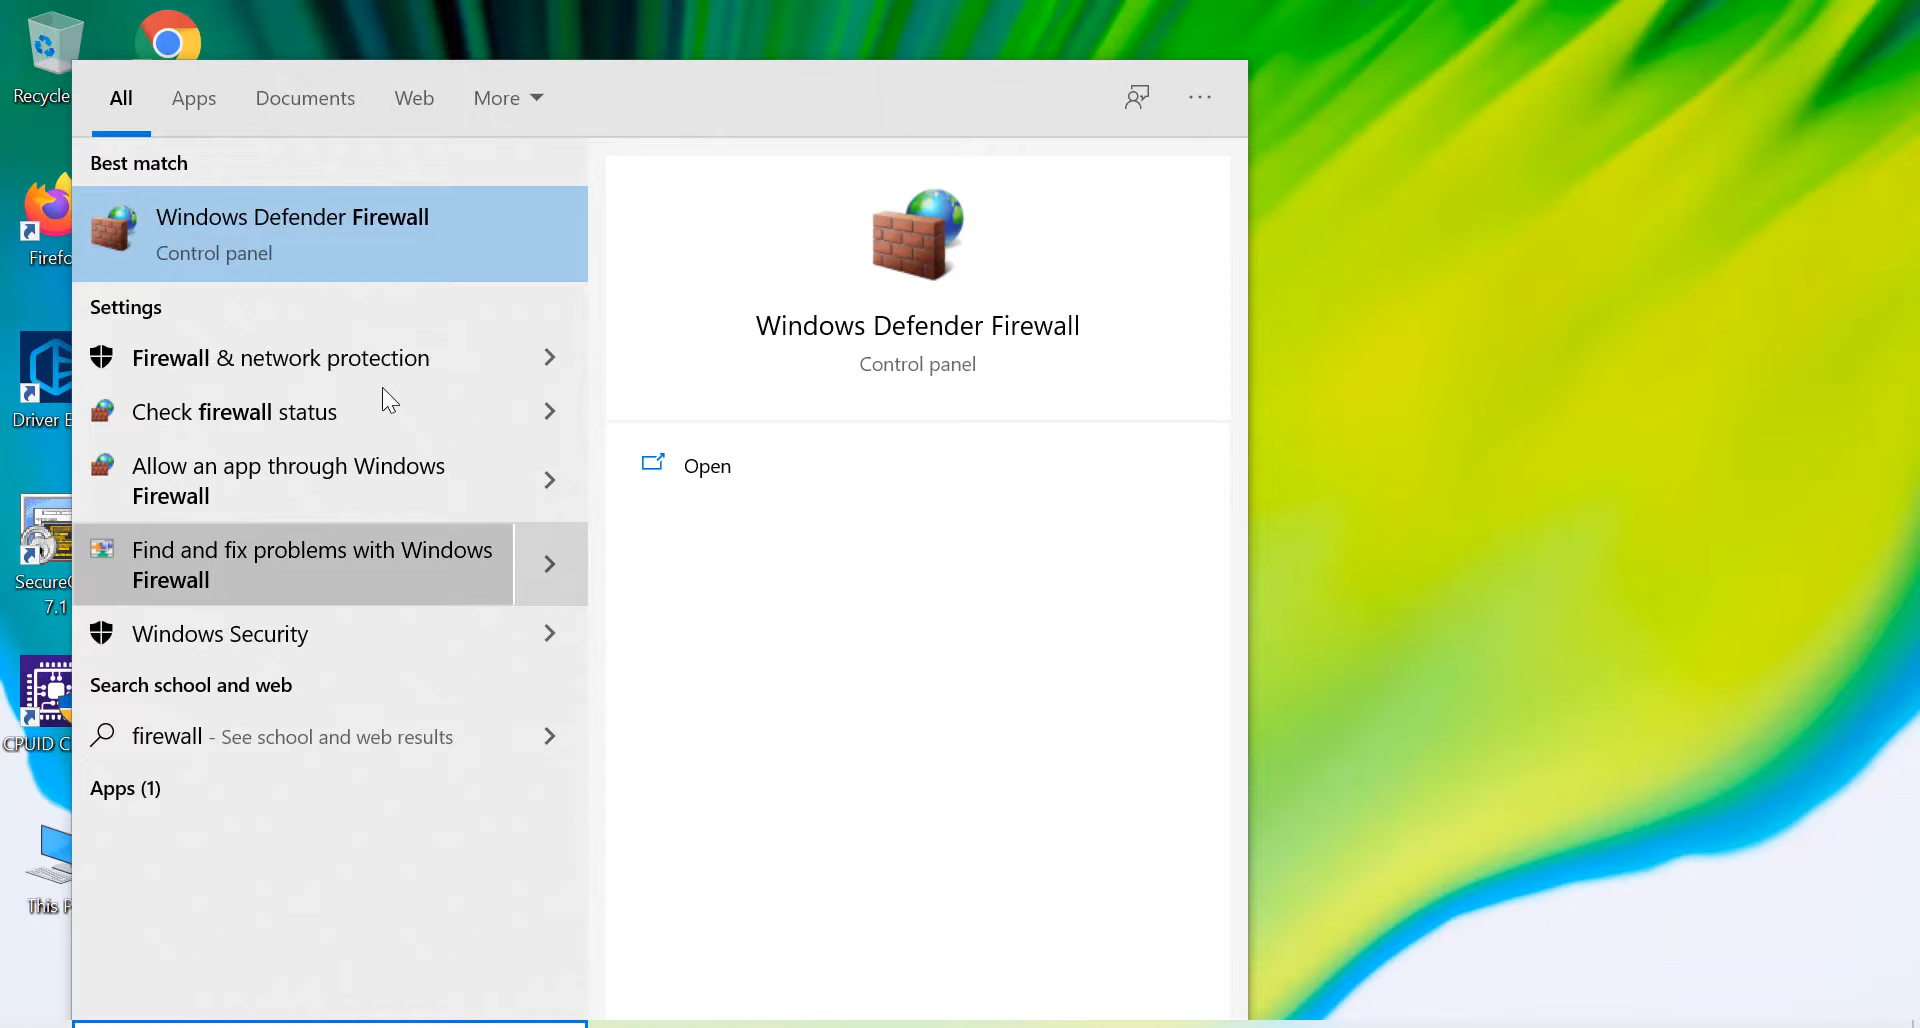 Recycle
All
Apps
Documents
Web
More
Best match
Windows Defender Firewall
Control panel
Settings
Firewall & network protection
Check firewall status
Allow an app through Windows
Firewall
Find and fix problems with Windows
Firewall
Windows Security
Search school and web
firewall - See school and web results
Apps (1)
Windows Defender Firewall
Control panel
Open
Firefo
Driver E
Secure
7.1
CPUID C
This P